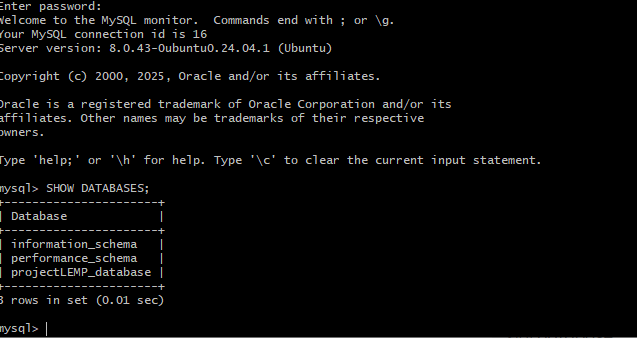 Enter password:
Welcome to the MySQL monitor.  Commands end with ; or \g.
Your MySQL connection id is 16
Server version: 8.0.43-0ubuntu0.24.04.1 (Ubuntu)
Copyright (c) 2000, 2025, Oracle and/or its affiliates.
Oracle is a registered trademark of Oracle Corporation and/or its
affiliates. Other names may be trademarks of their respective
owners.
Type 'help;' or '\h' for help. Type '\c' to clear the current input statement.
mysql> SHOW DATABASES;
+---------------------+
| Database            |
+---------------------+
| information_schema  |
| performance_schema  |
| projectLEMP_database |
+---------------------+
3 rows in set (0.01 sec)
mysql>